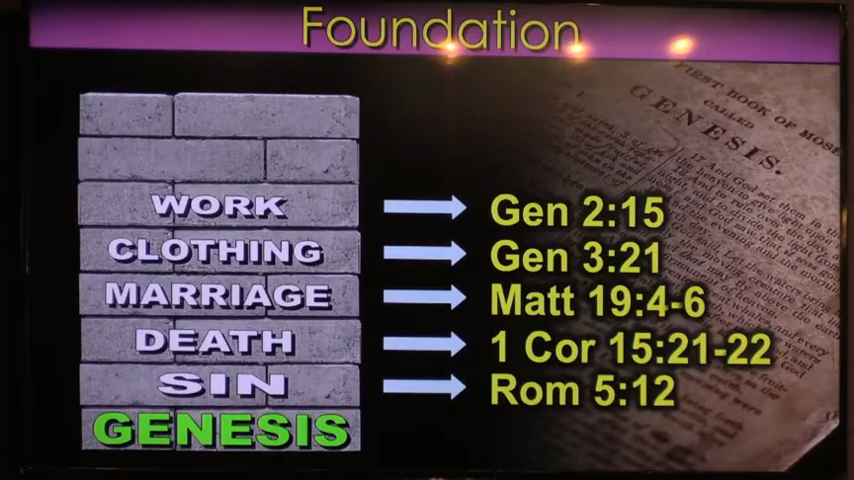 Foundation
FIRST BOOK OF MOSE
CALLED
GENESIS.
WORK Gen 2:15
CLOTHING Gen 3:21
MARRIAGE Matt 19:4-6
DEATH 1 Cor 15:21-22
SIN Rom 5:12
GENESIS